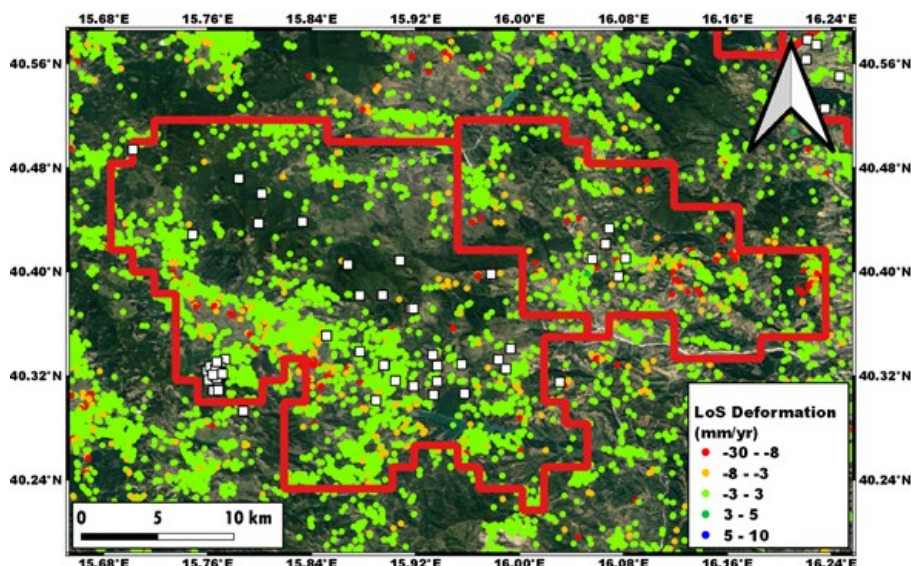 15.68°E 15.76°E 15.84°E 15.92°E 16.00°E 16.08°E 16.16°E 16.24°E
40.56°N 40.56°N
40.48°N 40.48°N
40.40°N 40.40°N
40.32°N 40.32°N
40.24°N 40.24°N
LoS Deformation
(mm/yr)
-30 - -8
-8 - -3
-3 - 3
3 - 5
5 - 10
0 5 10 km
15.68°E 15.76°E 15.84°E 15.92°E 16.00°E 16.08°E 16.16°E 16.24°E